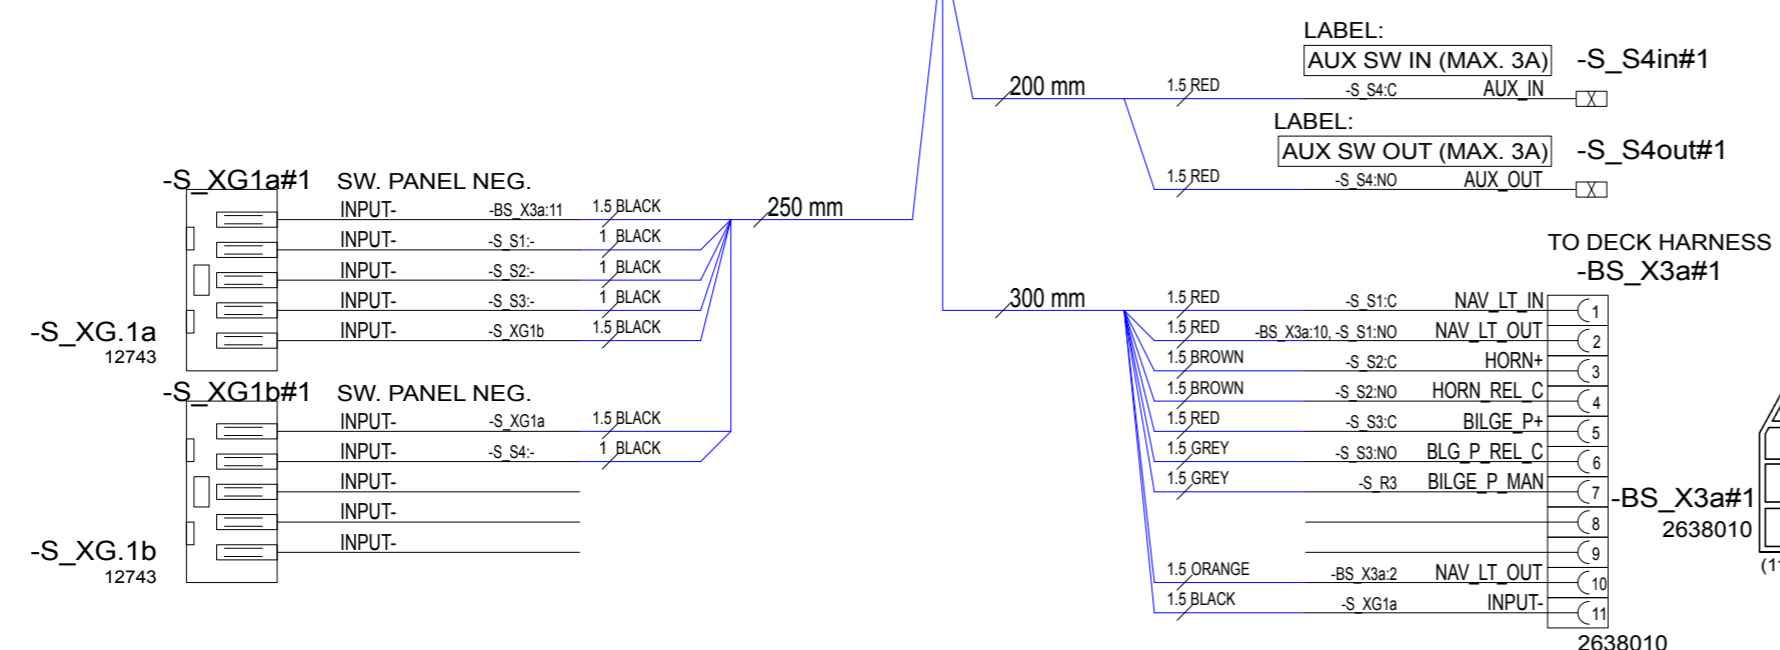 LABEL:
AUX SW IN (MAX. 3A) -S_S4in#1
200 mm 1.5 RED -S_S4:C AUX_IN X
LABEL:
AUX SW OUT (MAX. 3A) -S_S4out#1
1.5 RED -S_S4:NO AUX_OUT X
-S_XG1a#1 SW. PANEL NEG.
INPUT- -BS_X3a:11 1.5 BLACK 250 mm
INPUT- -S_S1:- 1 BLACK
INPUT- -S_S2:- 1 BLACK
INPUT- -S_S3:- 1 BLACK
INPUT- -S_XG1b 1.5 BLACK
-S_XG.1a
12743
-S_XG1b#1 SW. PANEL NEG.
INPUT- -S_XG1a 1.5 BLACK
INPUT- -S_S4:- 1 BLACK
INPUT-
INPUT-
INPUT-
-S_XG.1b
12743
TO DECK HARNESS
-BS_X3a#1
300 mm 1.5 RED -S_S1:C NAV_LT_IN 1
1.5 RED -BS_X3a:10, -S_S1:NO NAV_LT_OUT 2
1.5 BROWN -S_S2:C HORN+ 3
1.5 BROWN -S_S2:NO HORN_REL_C 4
1.5 RED -S_S3:C BILGE_P+ 5
1.5 GREY -S_S3:NO BLG_P_REL_C 6
1.5 GREY -S_R3 BILGE_P_MAN 7
8
9
1.5 ORANGE -BS_X3a:2 NAV_LT_OUT 10
1.5 BLACK -S_XG1a INPUT- 11
-BS_X3a#1
2638010
2638010